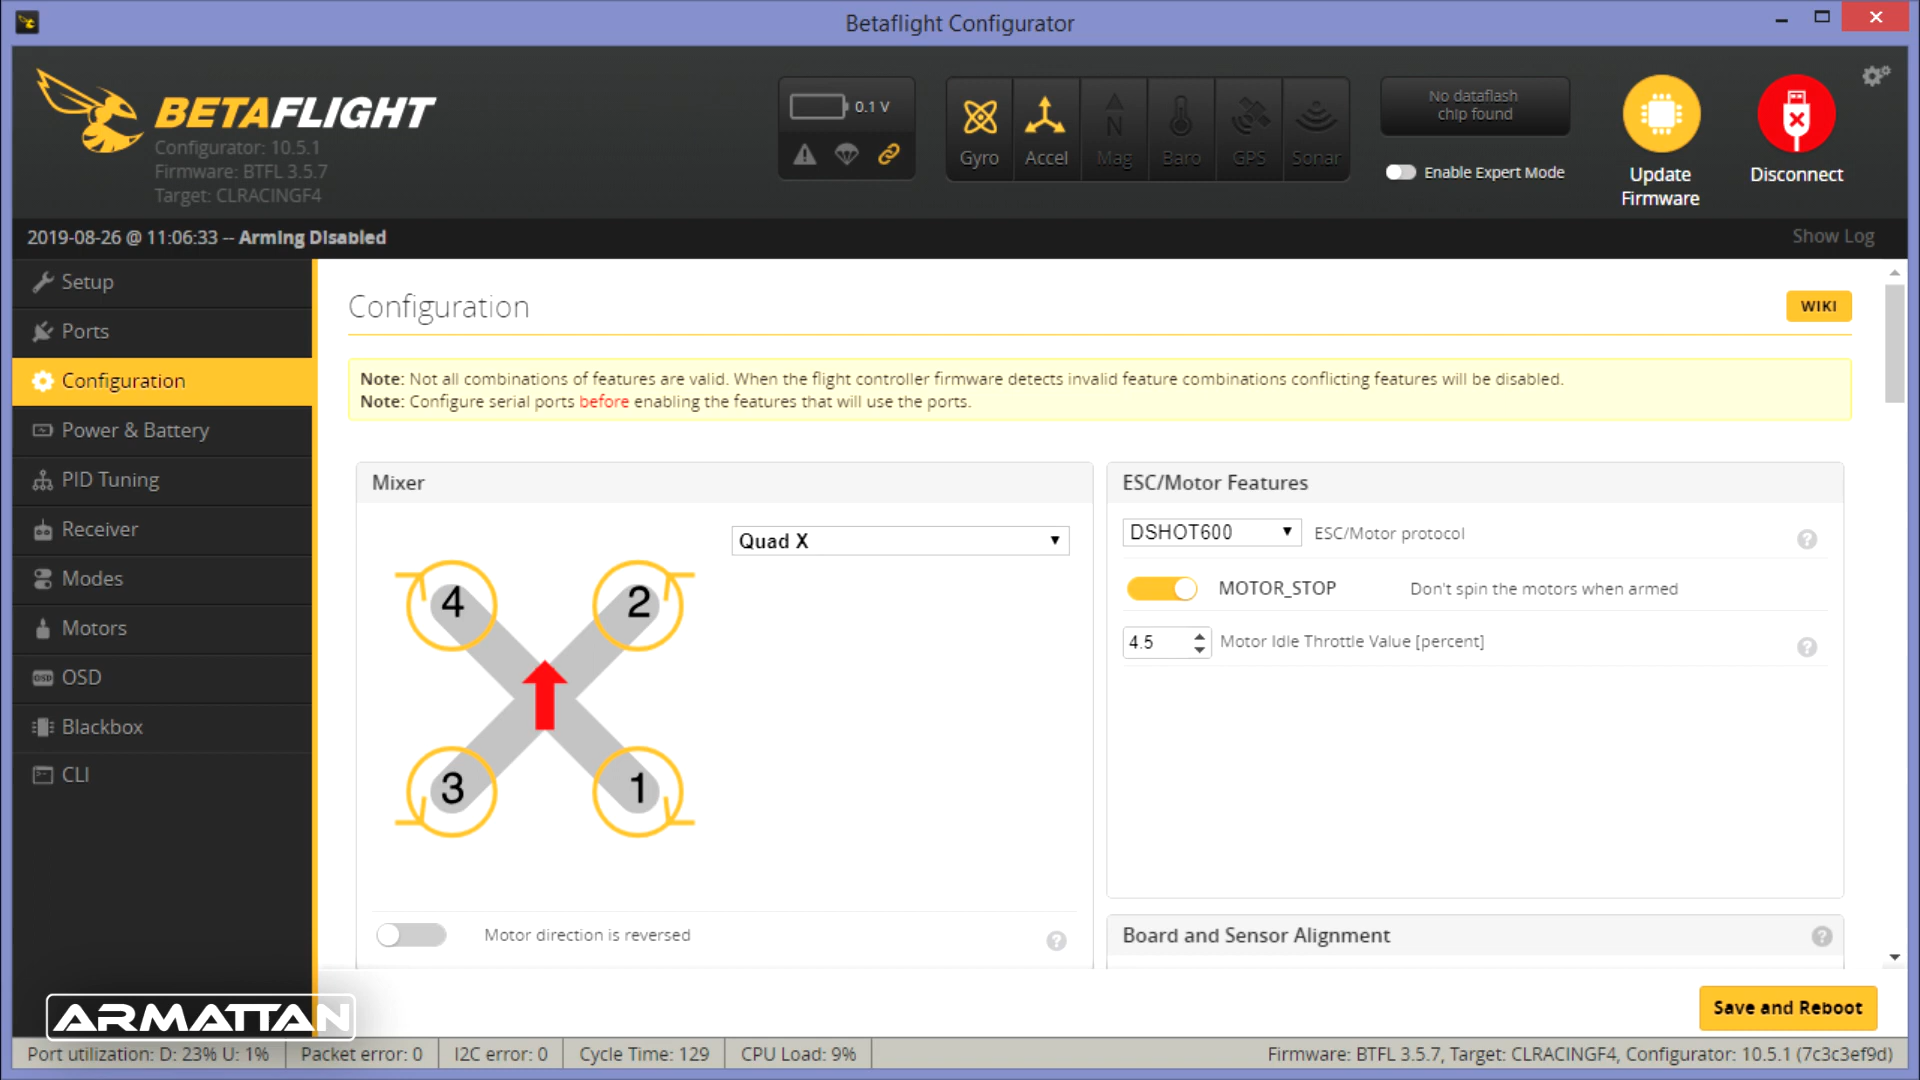 Betaflight Configurator
BETAFLIGHT
Configurator: 10.5.1
Firmware: BTFL 3.5.7
Target: CLRACINGF4
0.1 V
Gyro
Accel
Mag
Baro
GPS
Sonar
No dataflash
chip found
Enable Expert Mode
Update
Firmware
Disconnect
2019-08-26 @ 11:06:33 -- Arming Disabled
Show Log
Setup
Ports
Configuration
Power & Battery
PID Tuning
Receiver
Modes
Motors
OSD
OSD
Blackbox
CLI
Configuration
WIKI
Note: Not all combinations of features are valid. When the flight controller firmware detects invalid feature combinations conflicting features will be disabled.
Note: Configure serial ports before enabling the features that will use the ports.
Mixer
Quad X
4
2
3
1
Motor direction is reversed
?
ESC/Motor Features
DSHOT600
ESC/Motor protocol
?
MOTOR_STOP
Don't spin the motors when armed
4.5
Motor Idle Throttle Value [percent]
?
Board and Sensor Alignment
?
Save and Reboot
ARMATTAN
Port utilization: D: 23% U: 1%
Packet error: 0
I2C error: 0
Cycle Time: 129
CPU Load: 9%
Firmware: BTFL 3.5.7, Target: CLRACINGF4, Configurator: 10.5.1 (7c3c3ef9d)